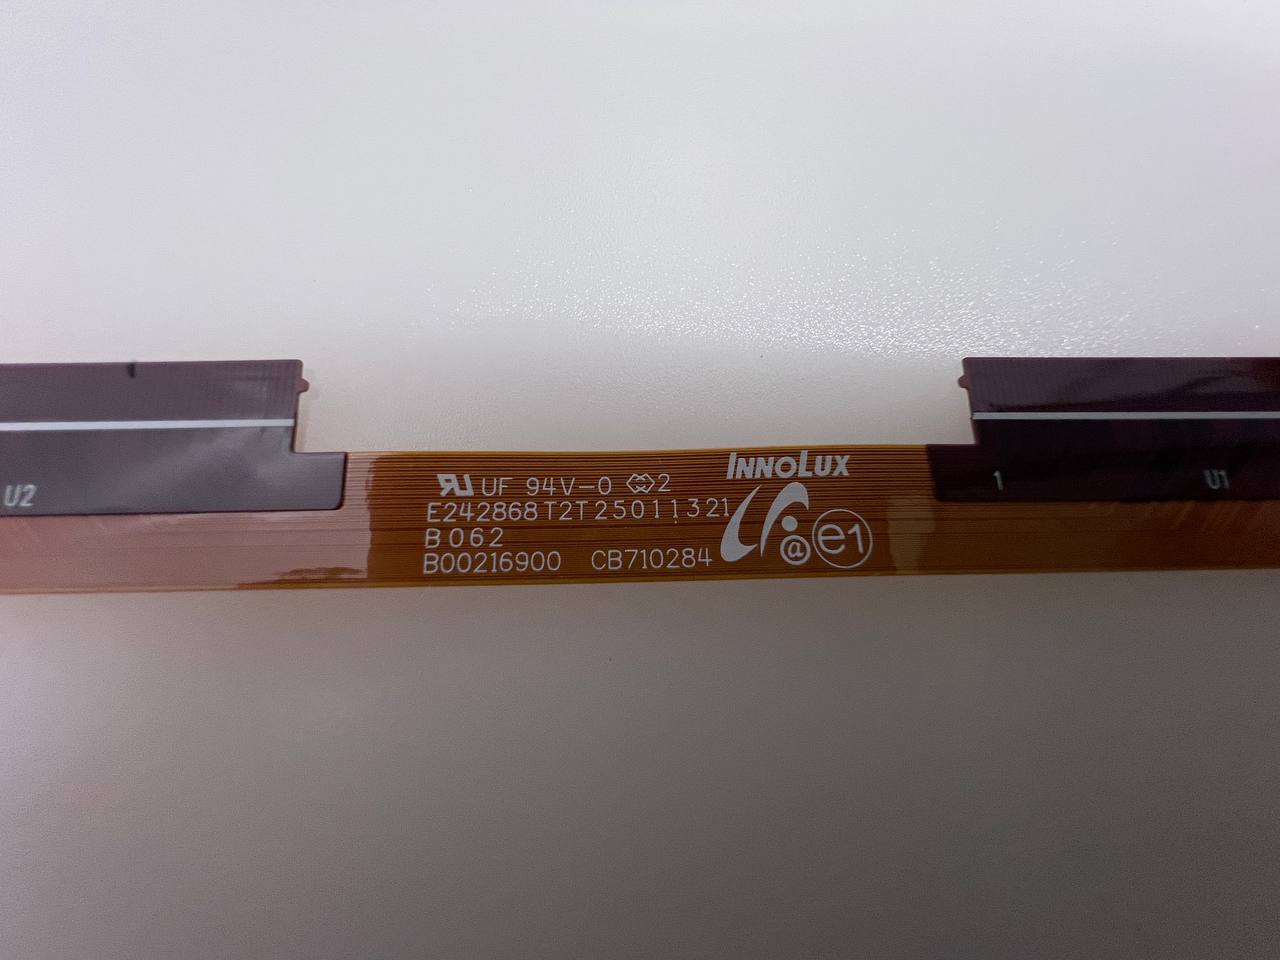 U2
UF 94V-0 2
E242868T2T25011321
B062
B00216900 CB710284
INNOLUX
@ e1
1 U1